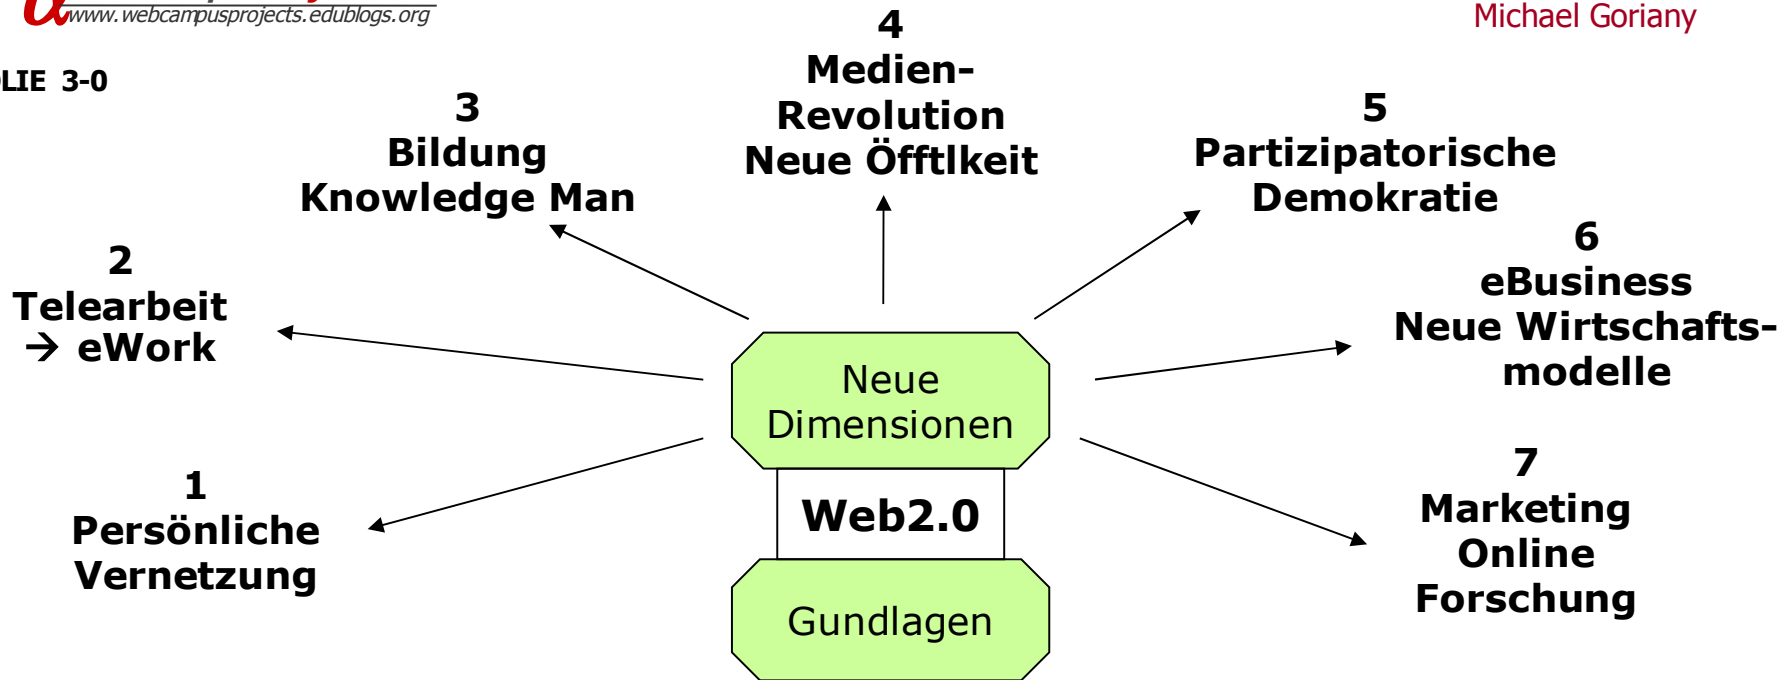 www.webcampusprojects.edublogs.org
Michael Goriany
LIE 3-0
4
Medien-
Revolution
Neue Öfftlkeit
3
Bildung
Knowledge Man
5
Partizipatorische
Demokratie
2
Telearbeit
→ eWork
6
eBusiness
Neue Wirtschafts-
modelle
Neue
Dimensionen
1
Persönliche
Vernetzung
Web2.0
7
Marketing
Online
Forschung
Gundlagen